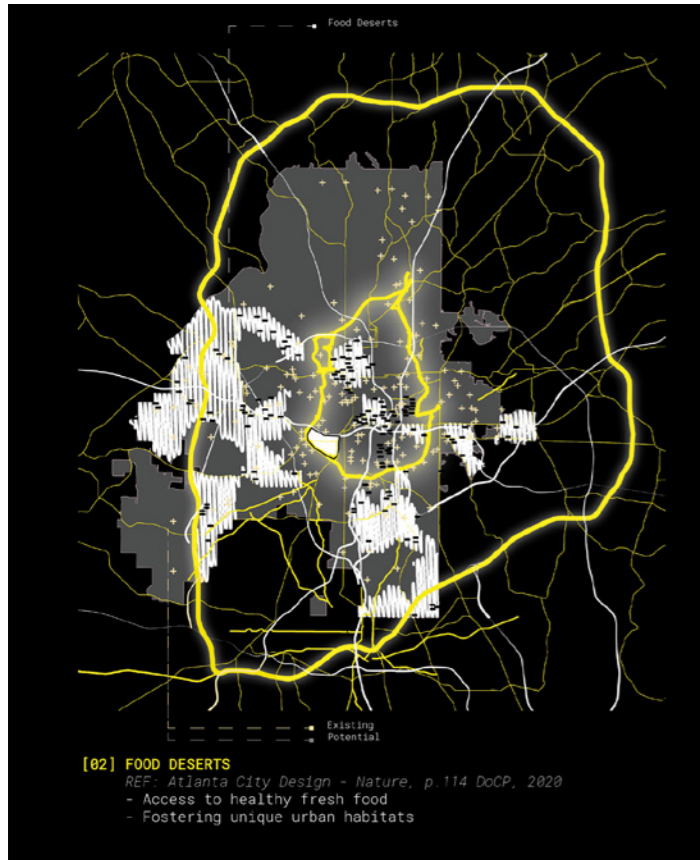 Food Deserts
Existing
Potential
[02] FOOD DESERTS
REF: Atlanta City Design - Nature, p.114 DoCP, 2020
- Access to healthy fresh food
- Fostering unique urban habitats